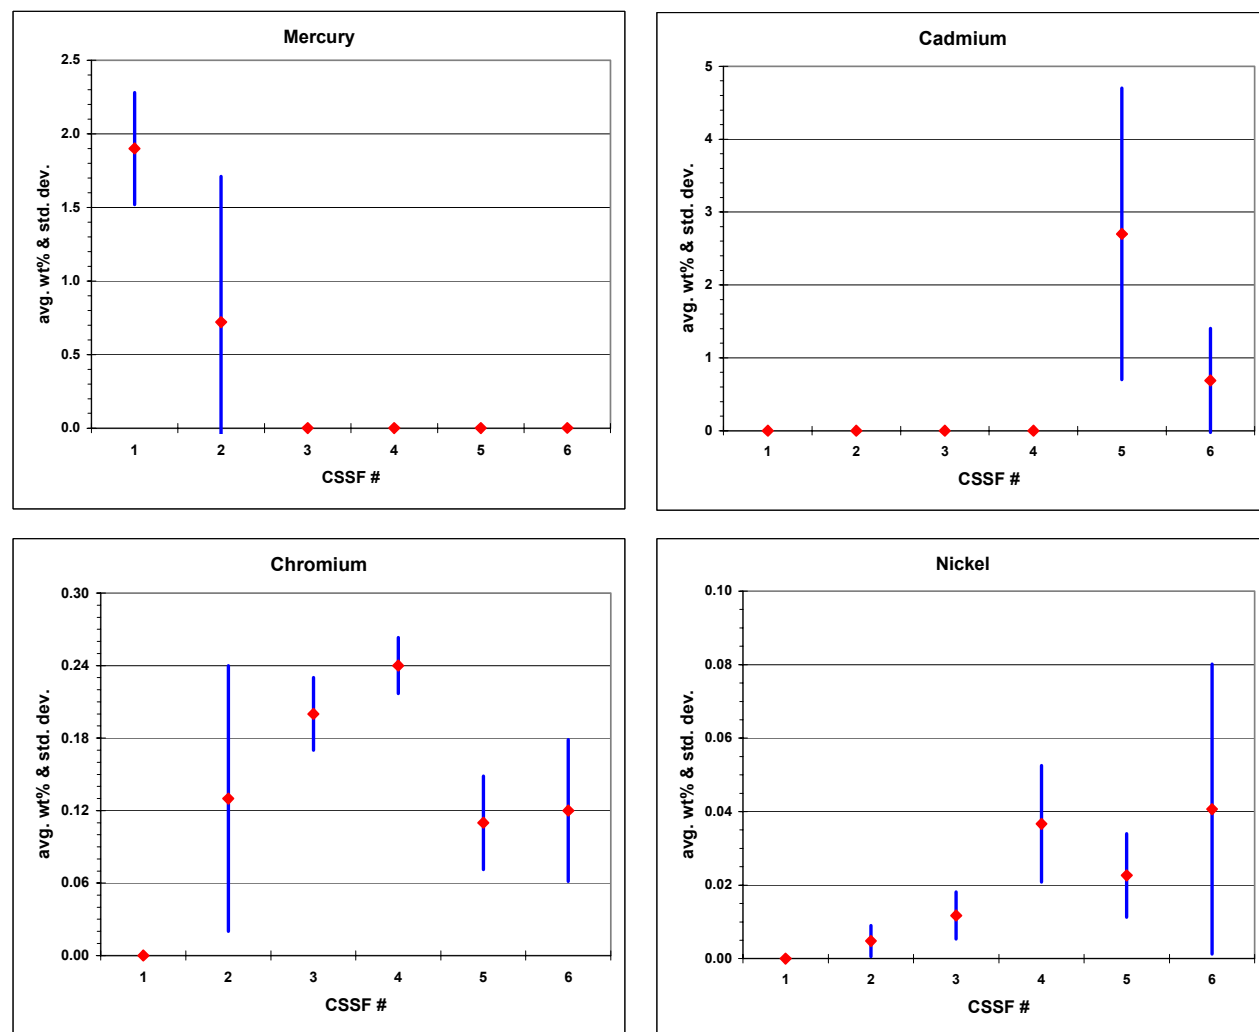 Mercury
avg. wt% & std. dev.
2.5
2.0
1.5
1.0
0.5
0.0
1 2 3 4 5 6
CSSF #
Cadmium
avg. wt% & std. dev.
5
4
3
2
1
0
1 2 3 4 5 6
CSSF #
Chromium
avg. wt% & std. dev.
0.30
0.24
0.18
0.12
0.06
0.00
1 2 3 4 5 6
CSSF #
Nickel
avg. wt% & std. dev.
0.10
0.08
0.06
0.04
0.02
0.00
1 2 3 4 5 6
CSSF #